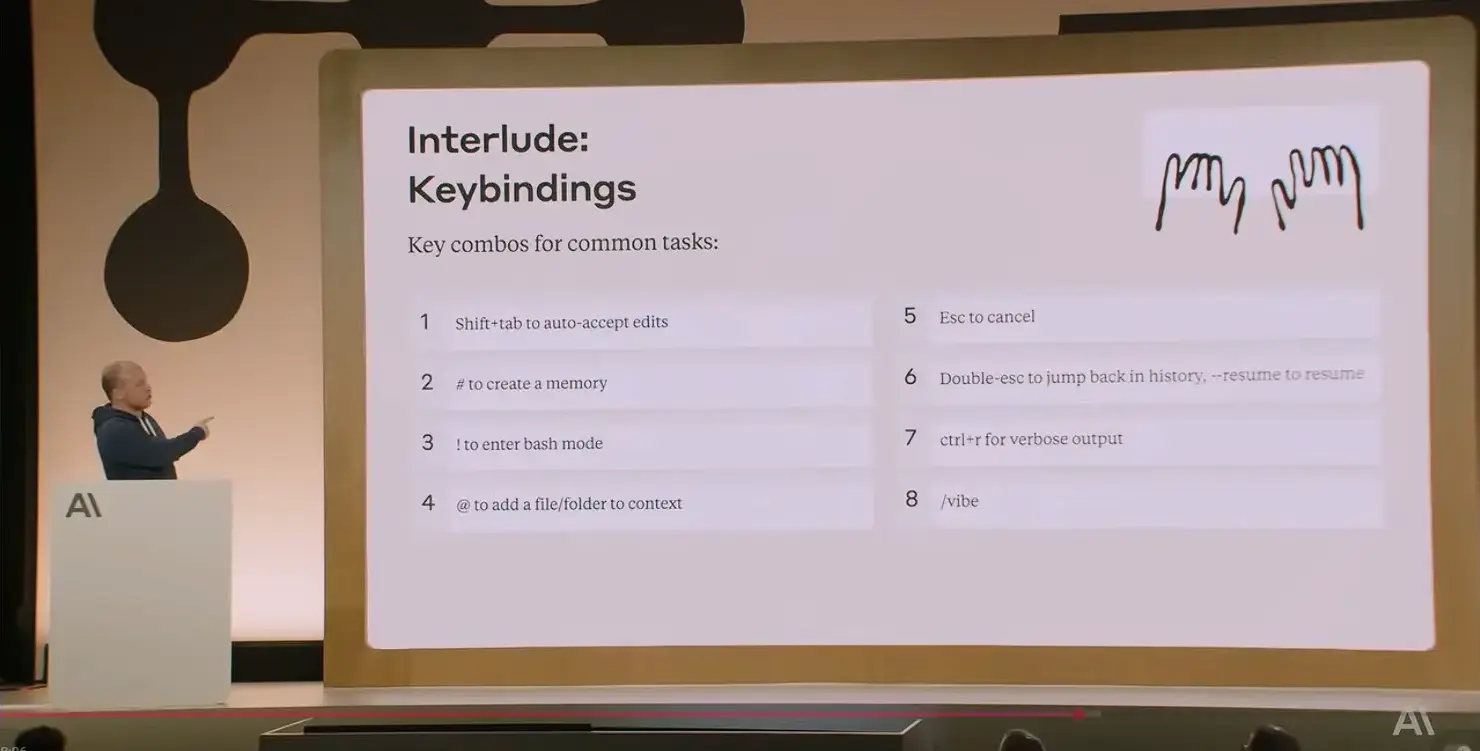 Interlude:
Keybindings
Key combos for common tasks:
1 Shift+tab to auto-accept edits
2 # to create a memory
3 ! to enter bash mode
4 @ to add a file/folder to context
5 Esc to cancel
6 Double-esc to jump back in history, --resume to resume
7 ctrl+r for verbose output
8 /vibe
A\
A\